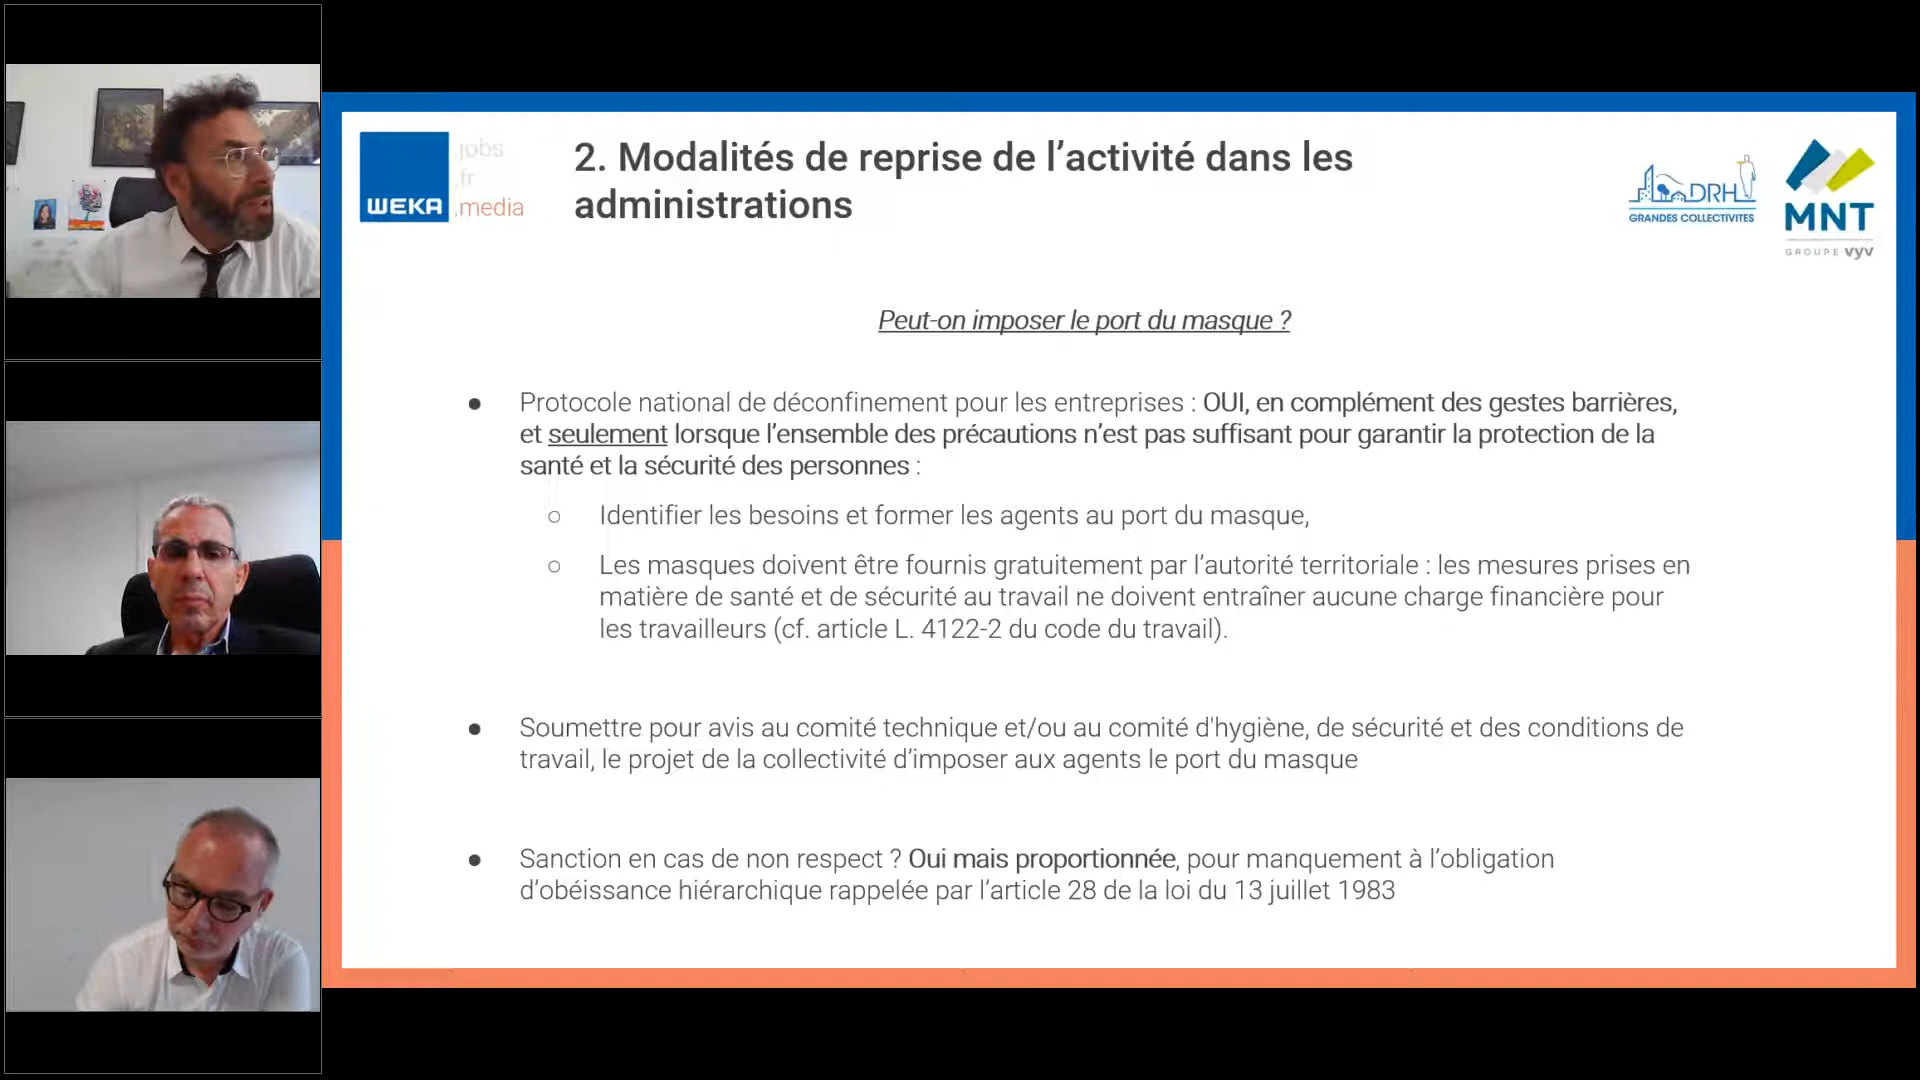 WEKA
.jobs
.fr
.media
2. Modalités de reprise de l’activité dans les
administrations
DRH
GRANDES COLLECTIVITES
MNT
GROUPE vyv
Peut-on imposer le port du masque ?
● Protocole national de déconfinement pour les entreprises : OUI, en complément des gestes barrières,
et seulement lorsque l’ensemble des précautions n’est pas suffisant pour garantir la protection de la
santé et la sécurité des personnes :
○ Identifier les besoins et former les agents au port du masque,
○ Les masques doivent être fournis gratuitement par l’autorité territoriale : les mesures prises en
matière de santé et de sécurité au travail ne doivent entraîner aucune charge financière pour
les travailleurs (cf. article L. 4122-2 du code du travail).
● Soumettre pour avis au comité technique et/ou au comité d'hygiène, de sécurité et des conditions de
travail, le projet de la collectivité d’imposer aux agents le port du masque
● Sanction en cas de non respect ? Oui mais proportionnée, pour manquement à l’obligation
d’obéissance hiérarchique rappelée par l’article 28 de la loi du 13 juillet 1983